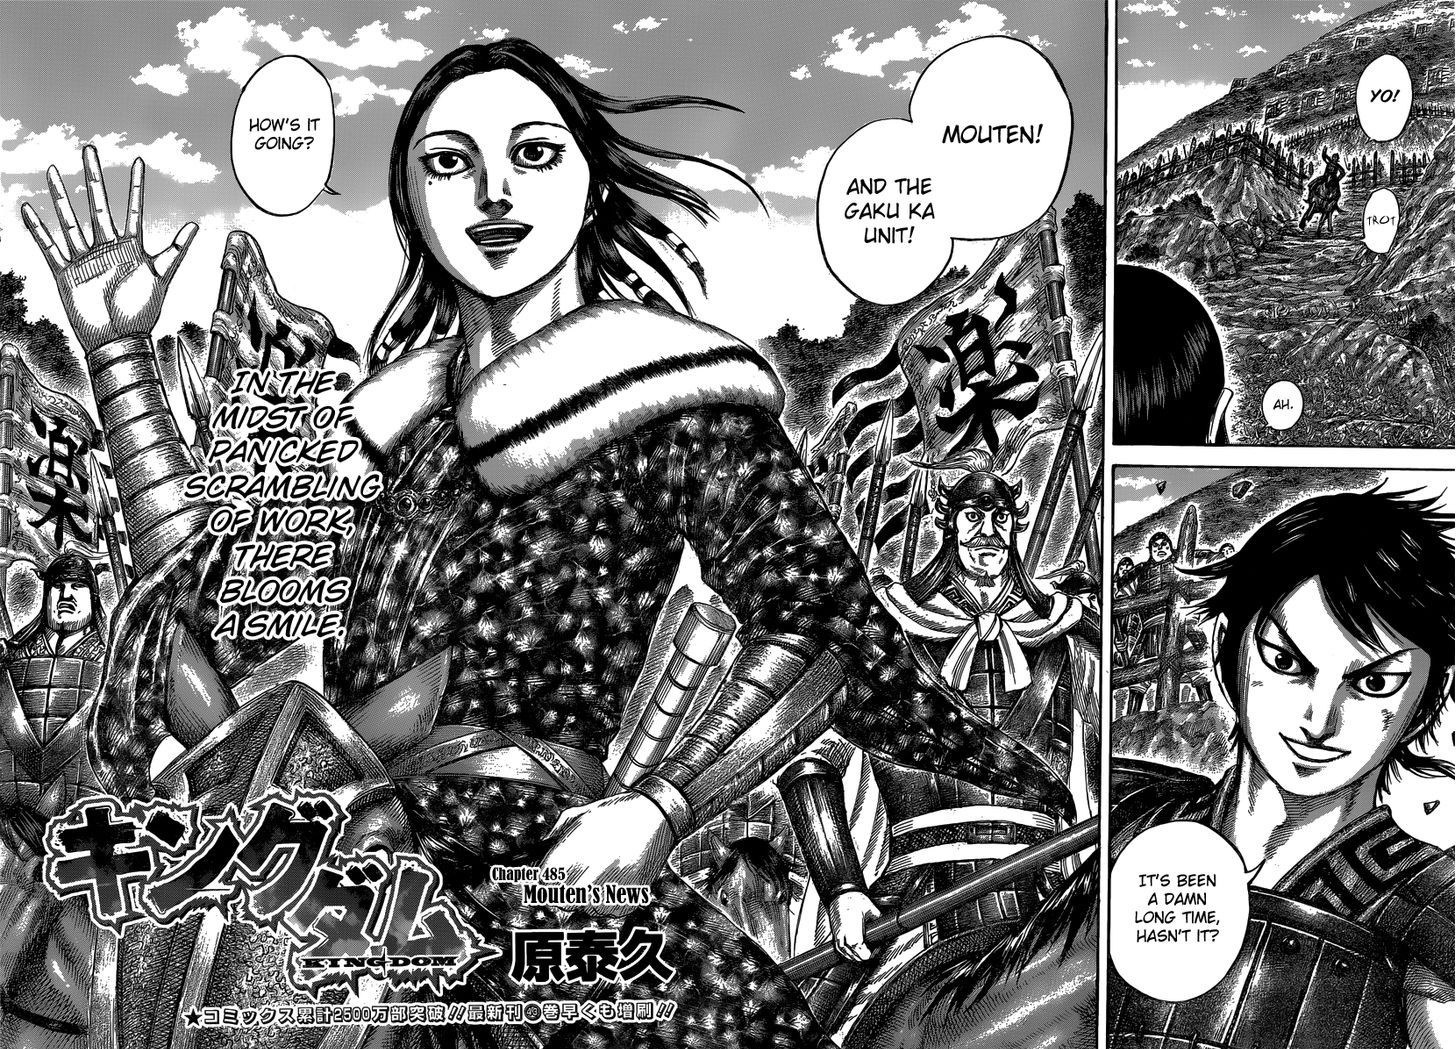 YO!
TROT
AH.
IT'S BEEN
A DAMN
LONG TIME,
HASN'T IT?
MOUTEN!
AND THE
GAKU KA
UNIT!
HOW'S IT
GOING?
楽
楽
IN THE
MIDST OF
PANICKED
SCRAMBLING
OF WORK,
THERE
BLOOMS
A SMILE.
キングダム
KINGDOM
Chapter 485
Mouten's News
原泰久
★コミックス累計2500万部突破!!最新刊㊸巻早くも増刷!!